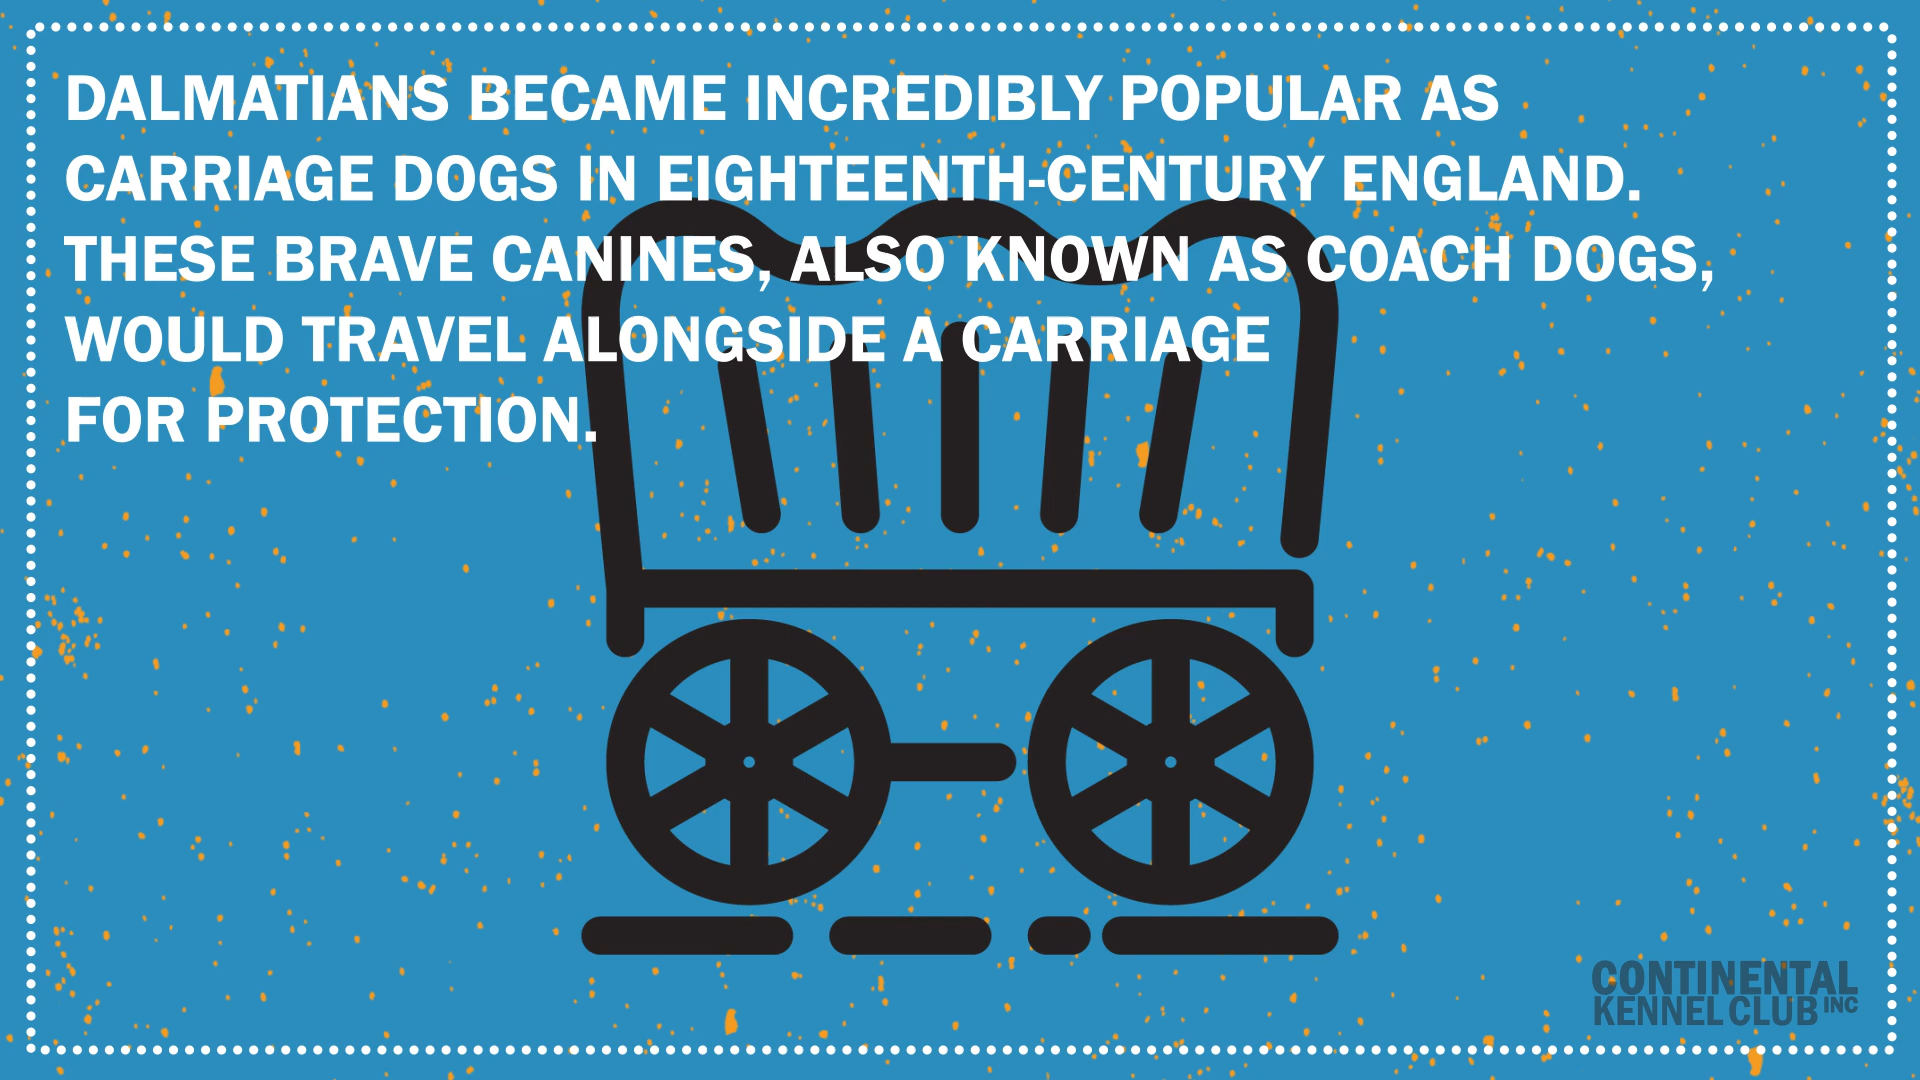 DALMATIANS BECAME INCREDIBLY POPULAR AS
CARRIAGE DOGS IN EIGHTEENTH-CENTURY ENGLAND.
THESE BRAVE CANINES, ALSO KNOWN AS COACH DOGS,
WOULD TRAVEL ALONGSIDE A CARRIAGE
FOR PROTECTION.
CONTINENTAL
KENNEL CLUB INC